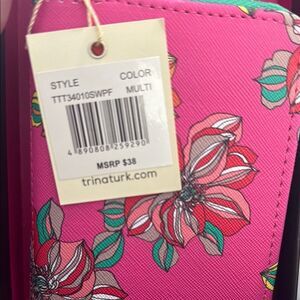 STYLE COLOR
TTT34010SWPF MULTI
4 890808 259290
MSRP $38
trinaturk.com